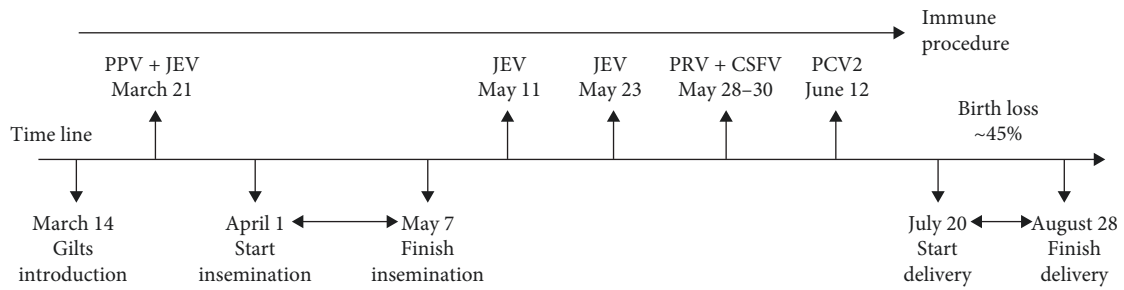 Immune
procedure
PPV + JEV
March 21
JEV
May 11
JEV
May 23
PRV + CSFV
May 28–30
PCV2
June 12
Birth loss
~45%
Time line
March 14
Gilts
introduction
April 1
Start
insemination
May 7
Finish
insemination
July 20
Start
delivery
August 28
Finish
delivery